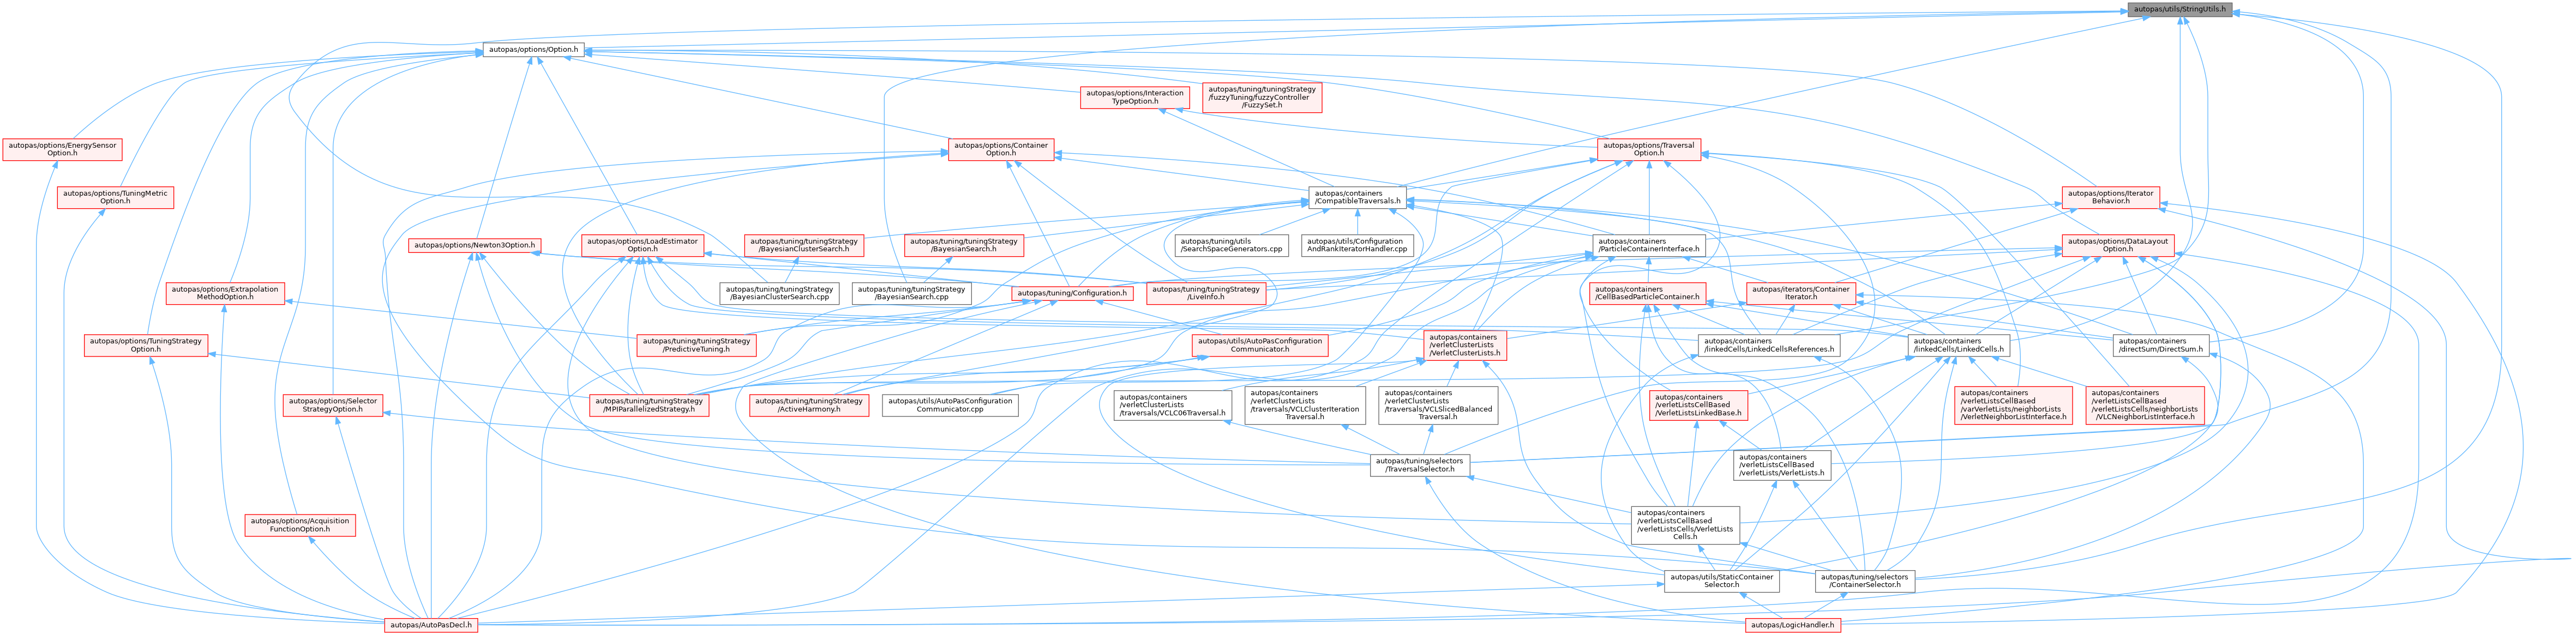 autopas/utils/StringUtils.h
autopas/options/Option.h
autopas/options/Interaction
TypeOption.h
autopas/tuning/tuningStrategy
/fuzzyTuning/fuzzyController
/FuzzySet.h
autopas/options/EnergySensor
Option.h
autopas/options/Container
Option.h
autopas/options/Traversal
Option.h
autopas/options/TuningMetric
Option.h
autopas/containers
/CompatibleTraversals.h
autopas/options/Iterator
Behavior.h
autopas/options/Newton3Option.h
autopas/options/LoadEstimator
Option.h
autopas/tuning/tuningStrategy
/BayesianClusterSearch.h
autopas/tuning/tuningStrategy
/BayesianSearch.h
autopas/tuning/utils
/SearchSpaceGenerators.cpp
autopas/utils/Configuration
AndRankIteratorHandler.cpp
autopas/containers
/ParticleContainerInterface.h
autopas/options/DataLayout
Option.h
autopas/options/Extrapolation
MethodOption.h
autopas/tuning/tuningStrategy
/BayesianClusterSearch.cpp
autopas/tuning/tuningStrategy
/BayesianSearch.cpp
autopas/tuning/Configuration.h
autopas/tuning/tuningStrategy
/LiveInfo.h
autopas/containers
/CellBasedParticleContainer.h
autopas/iterators/Container
Iterator.h
autopas/options/TuningStrategy
Option.h
autopas/tuning/tuningStrategy
/PredictiveTuning.h
autopas/utils/AutoPasConfiguration
Communicator.h
autopas/containers
/verletClusterLists
/VerletClusterLists.h
autopas/containers
/linkedCells/LinkedCellsReferences.h
autopas/containers
/linkedCells/LinkedCells.h
autopas/containers
/directSum/DirectSum.h
autopas/options/Selector
StrategyOption.h
autopas/tuning/tuningStrategy
/MPIParallelizedStrategy.h
autopas/tuning/tuningStrategy
/ActiveHarmony.h
autopas/utils/AutoPasConfiguration
Communicator.cpp
autopas/containers
/verletClusterLists
/traversals/VCLC06Traversal.h
autopas/containers
/verletClusterLists
/traversals/VCLClusterIteration
Traversal.h
autopas/containers
/verletClusterLists
/traversals/VCLSlicedBalanced
Traversal.h
autopas/containers
/verletListsCellBased
/VerletListsLinkedBase.h
autopas/containers
/verletListsCellBased
/varVerletLists/neighborLists
/VerletNeighborListInterface.h
autopas/containers
/verletListsCellBased
/verletListsCells/neighborLists
/VLCNeighborListInterface.h
autopas/tuning/selectors
/TraversalSelector.h
autopas/containers
/verletListsCellBased
/verletLists/VerletLists.h
autopas/options/Acquisition
FunctionOption.h
autopas/containers
/verletListsCellBased
/verletListsCells/VerletLists
Cells.h
autopas/utils/StaticContainer
Selector.h
autopas/tuning/selectors
/ContainerSelector.h
autopas/AutoPasDecl.h
autopas/LogicHandler.h